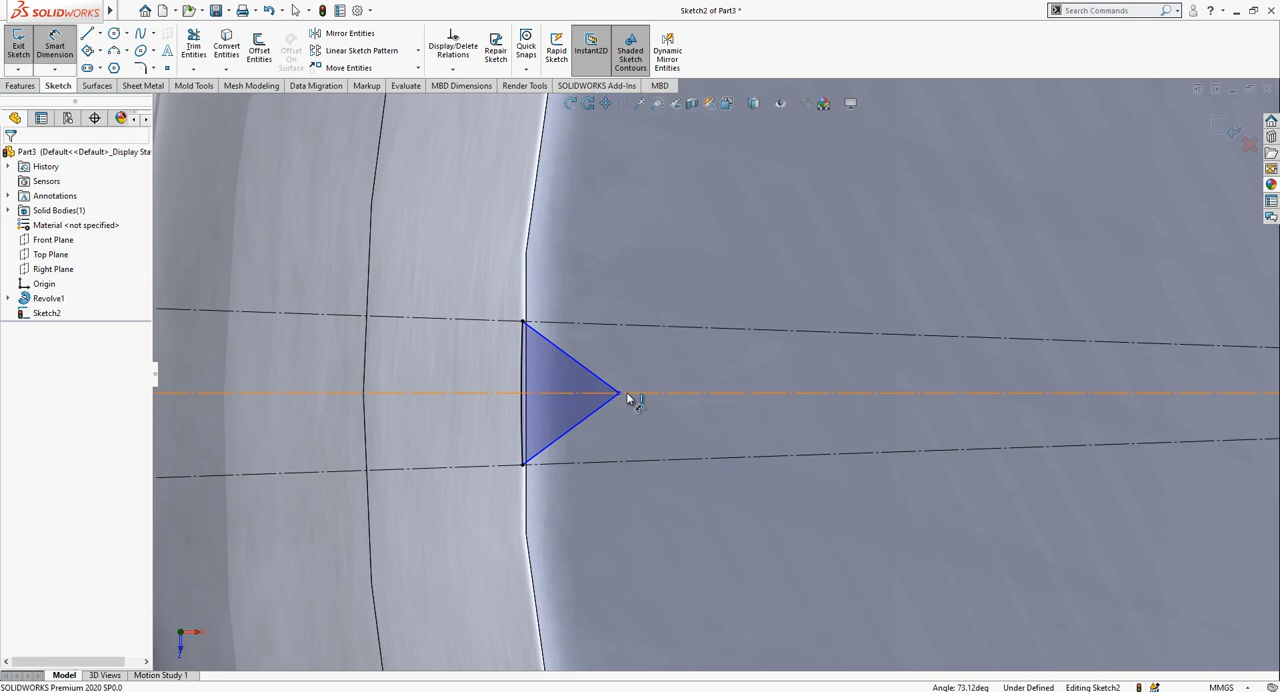 SOLIDWORKS
Sketch2 of Part3 *
Search Commands
?
Exit Sketch
Smart Dimension
Trim Entities
Convert Entities
Offset Entities
Offset On Surface
Mirror Entities
Linear Sketch Pattern
Move Entities
Display/Delete Relations
Repair Sketch
Quick Snaps
Rapid Sketch
Instant2D
Shaded Sketch Contours
Dynamic Mirror Entities
Features Sketch Surfaces Sheet Metal Mold Tools Mesh Modeling Data Migration Markup Evaluate MBD Dimensions Render Tools SOLIDWORKS Add-Ins MBD
Part3 (Default<<Default>_Display Sta
History
Sensors
Annotations
Solid Bodies(1)
Material <not specified>
Front Plane
Top Plane
Right Plane
Origin
Revolve1
Sketch2
Model 3D Views Motion Study 1
SOLIDWORKS Premium 2020 SP0.0
Angle: 73.12deg Under Defined Editing Sketch2 MMGS